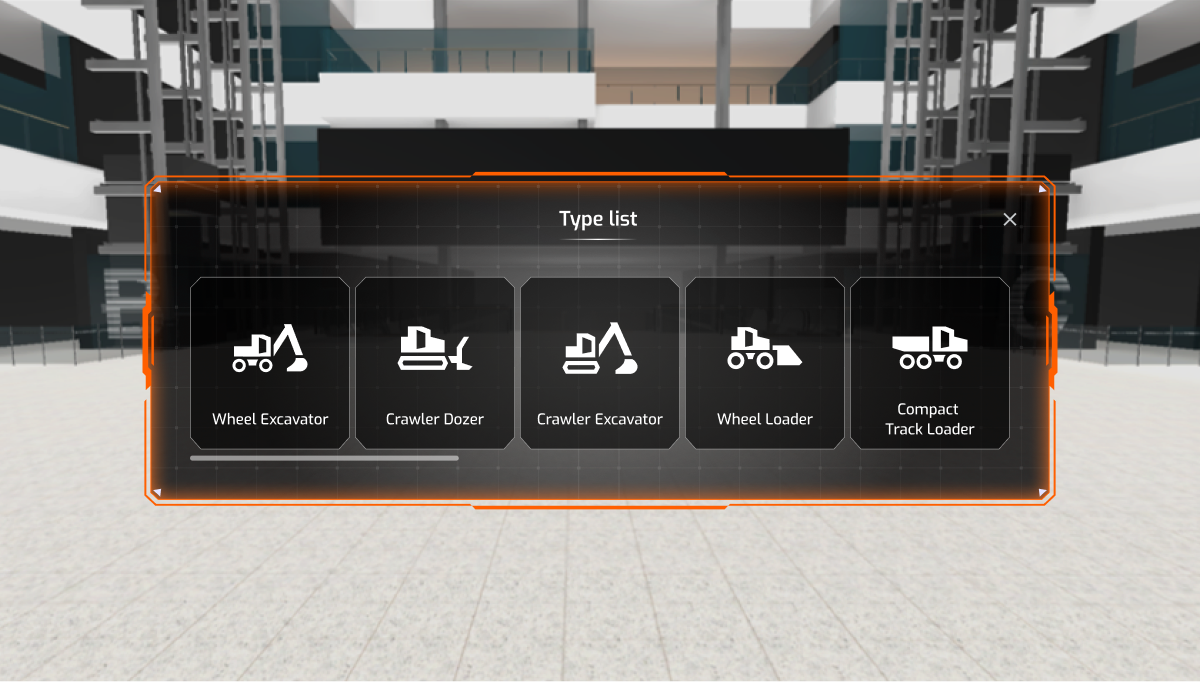 Type list
Wheel Excavator
Crawler Dozer
Crawler Excavator
Wheel Loader
Compact
Track Loader